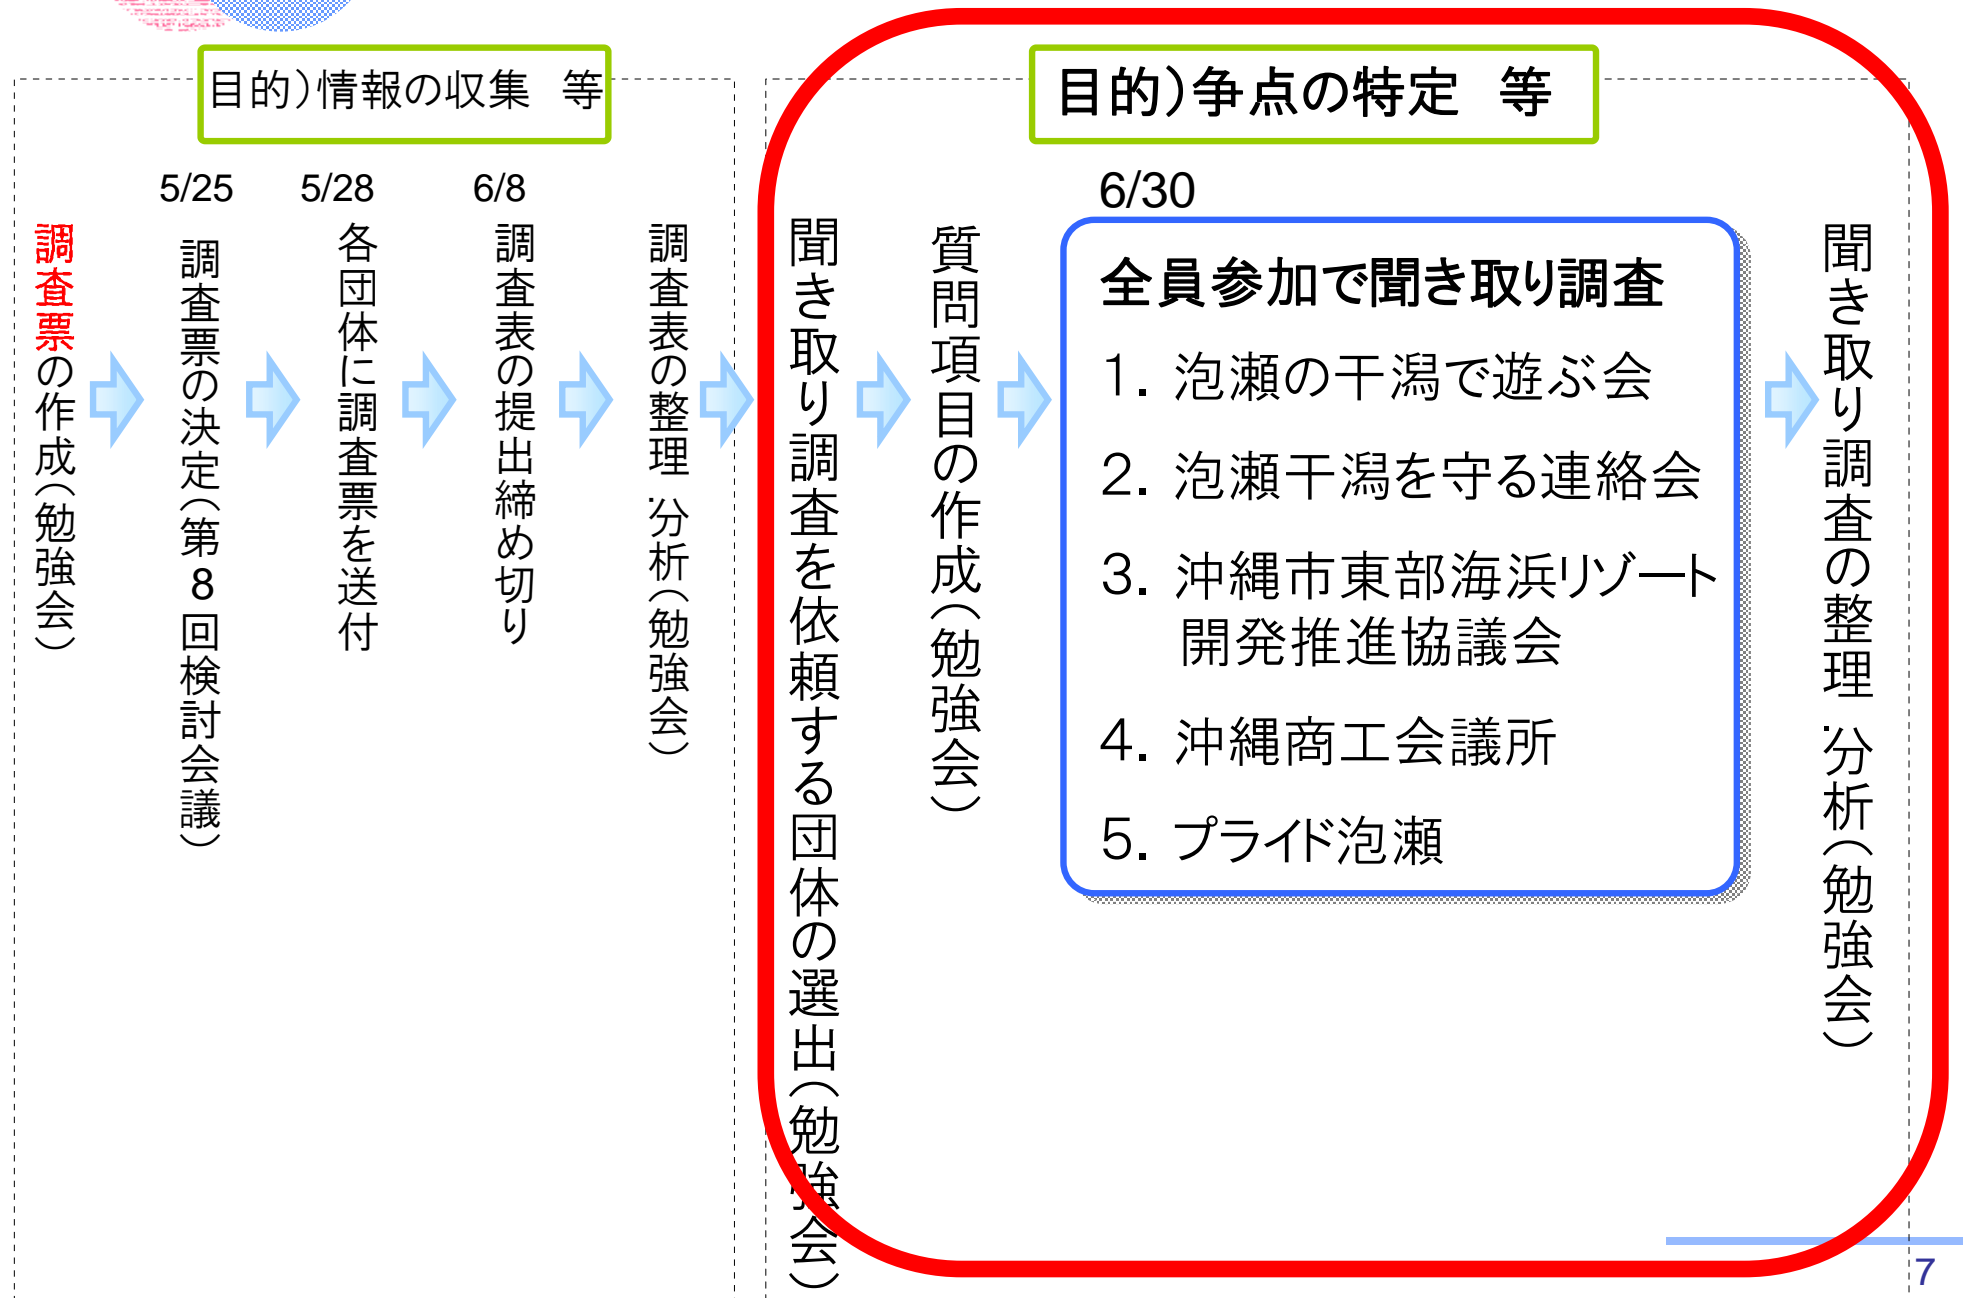 目的）情報の収集　等
5/25
5/28
6/8
調査票の作成（勉強会）
調査票の決定（第8回検討会議）
各団体に調査票を送付
調査表の提出締め切り
調査表の整理・分析（勉強会）
目的）争点の特定　等
聞き取り調査を依頼する団体の選出（勉強会）
質問項目の作成（勉強会）
6/30
全員参加で聞き取り調査
1. 泡瀬の干潟で遊ぶ会
2. 泡瀬干潟を守る連絡会
3. 沖縄市東部海浜リゾート
開発推進協議会
4. 沖縄商工会議所
5. プライド泡瀬
聞き取り調査の整理・分析（勉強会）
7